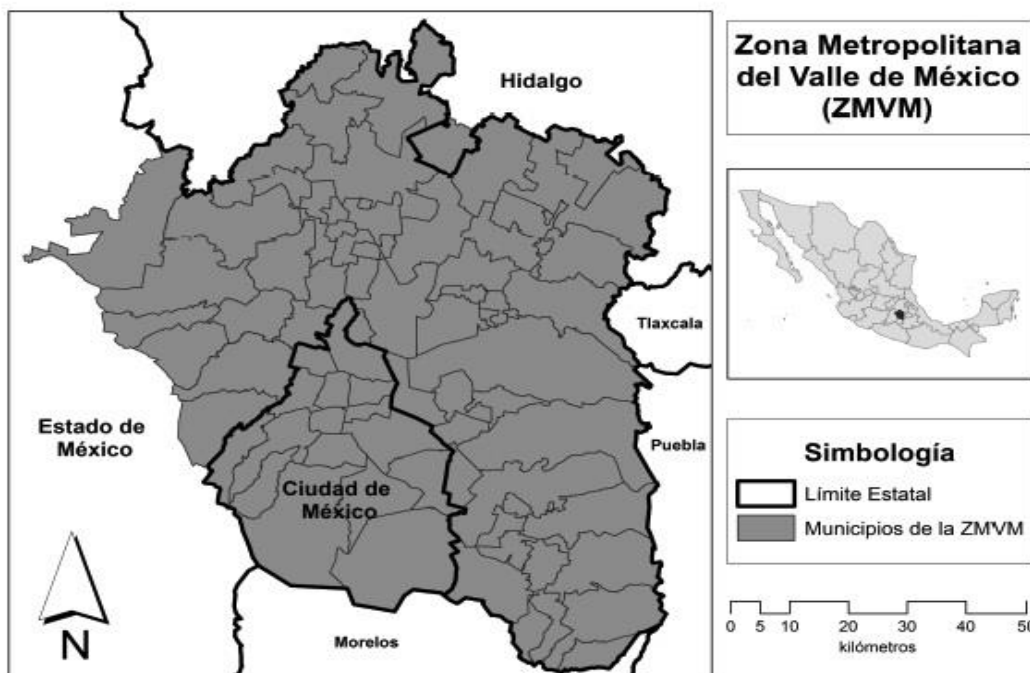 Zona Metropolitana
del Valle de México
(ZMVM)
Hidalgo
Tlaxcala
Estado de
México
Puebla
Ciudad de
México
Morelos
N
Simbología
Límite Estatal
Municipios de la ZMVM
0 5 10 20 30 40 50
kilómetros